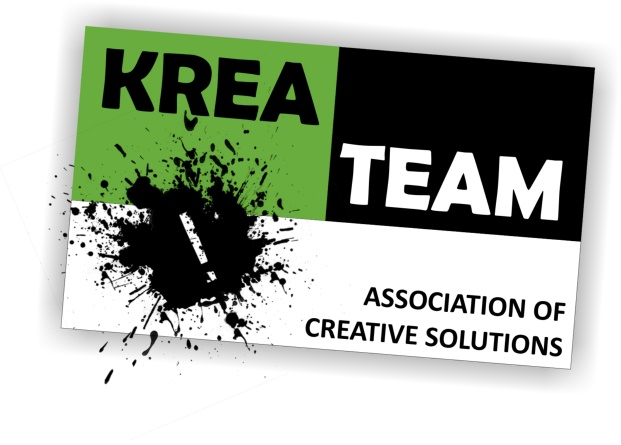 KREA
TEAM
!
ASSOCIATION OF
CREATIVE SOLUTIONS